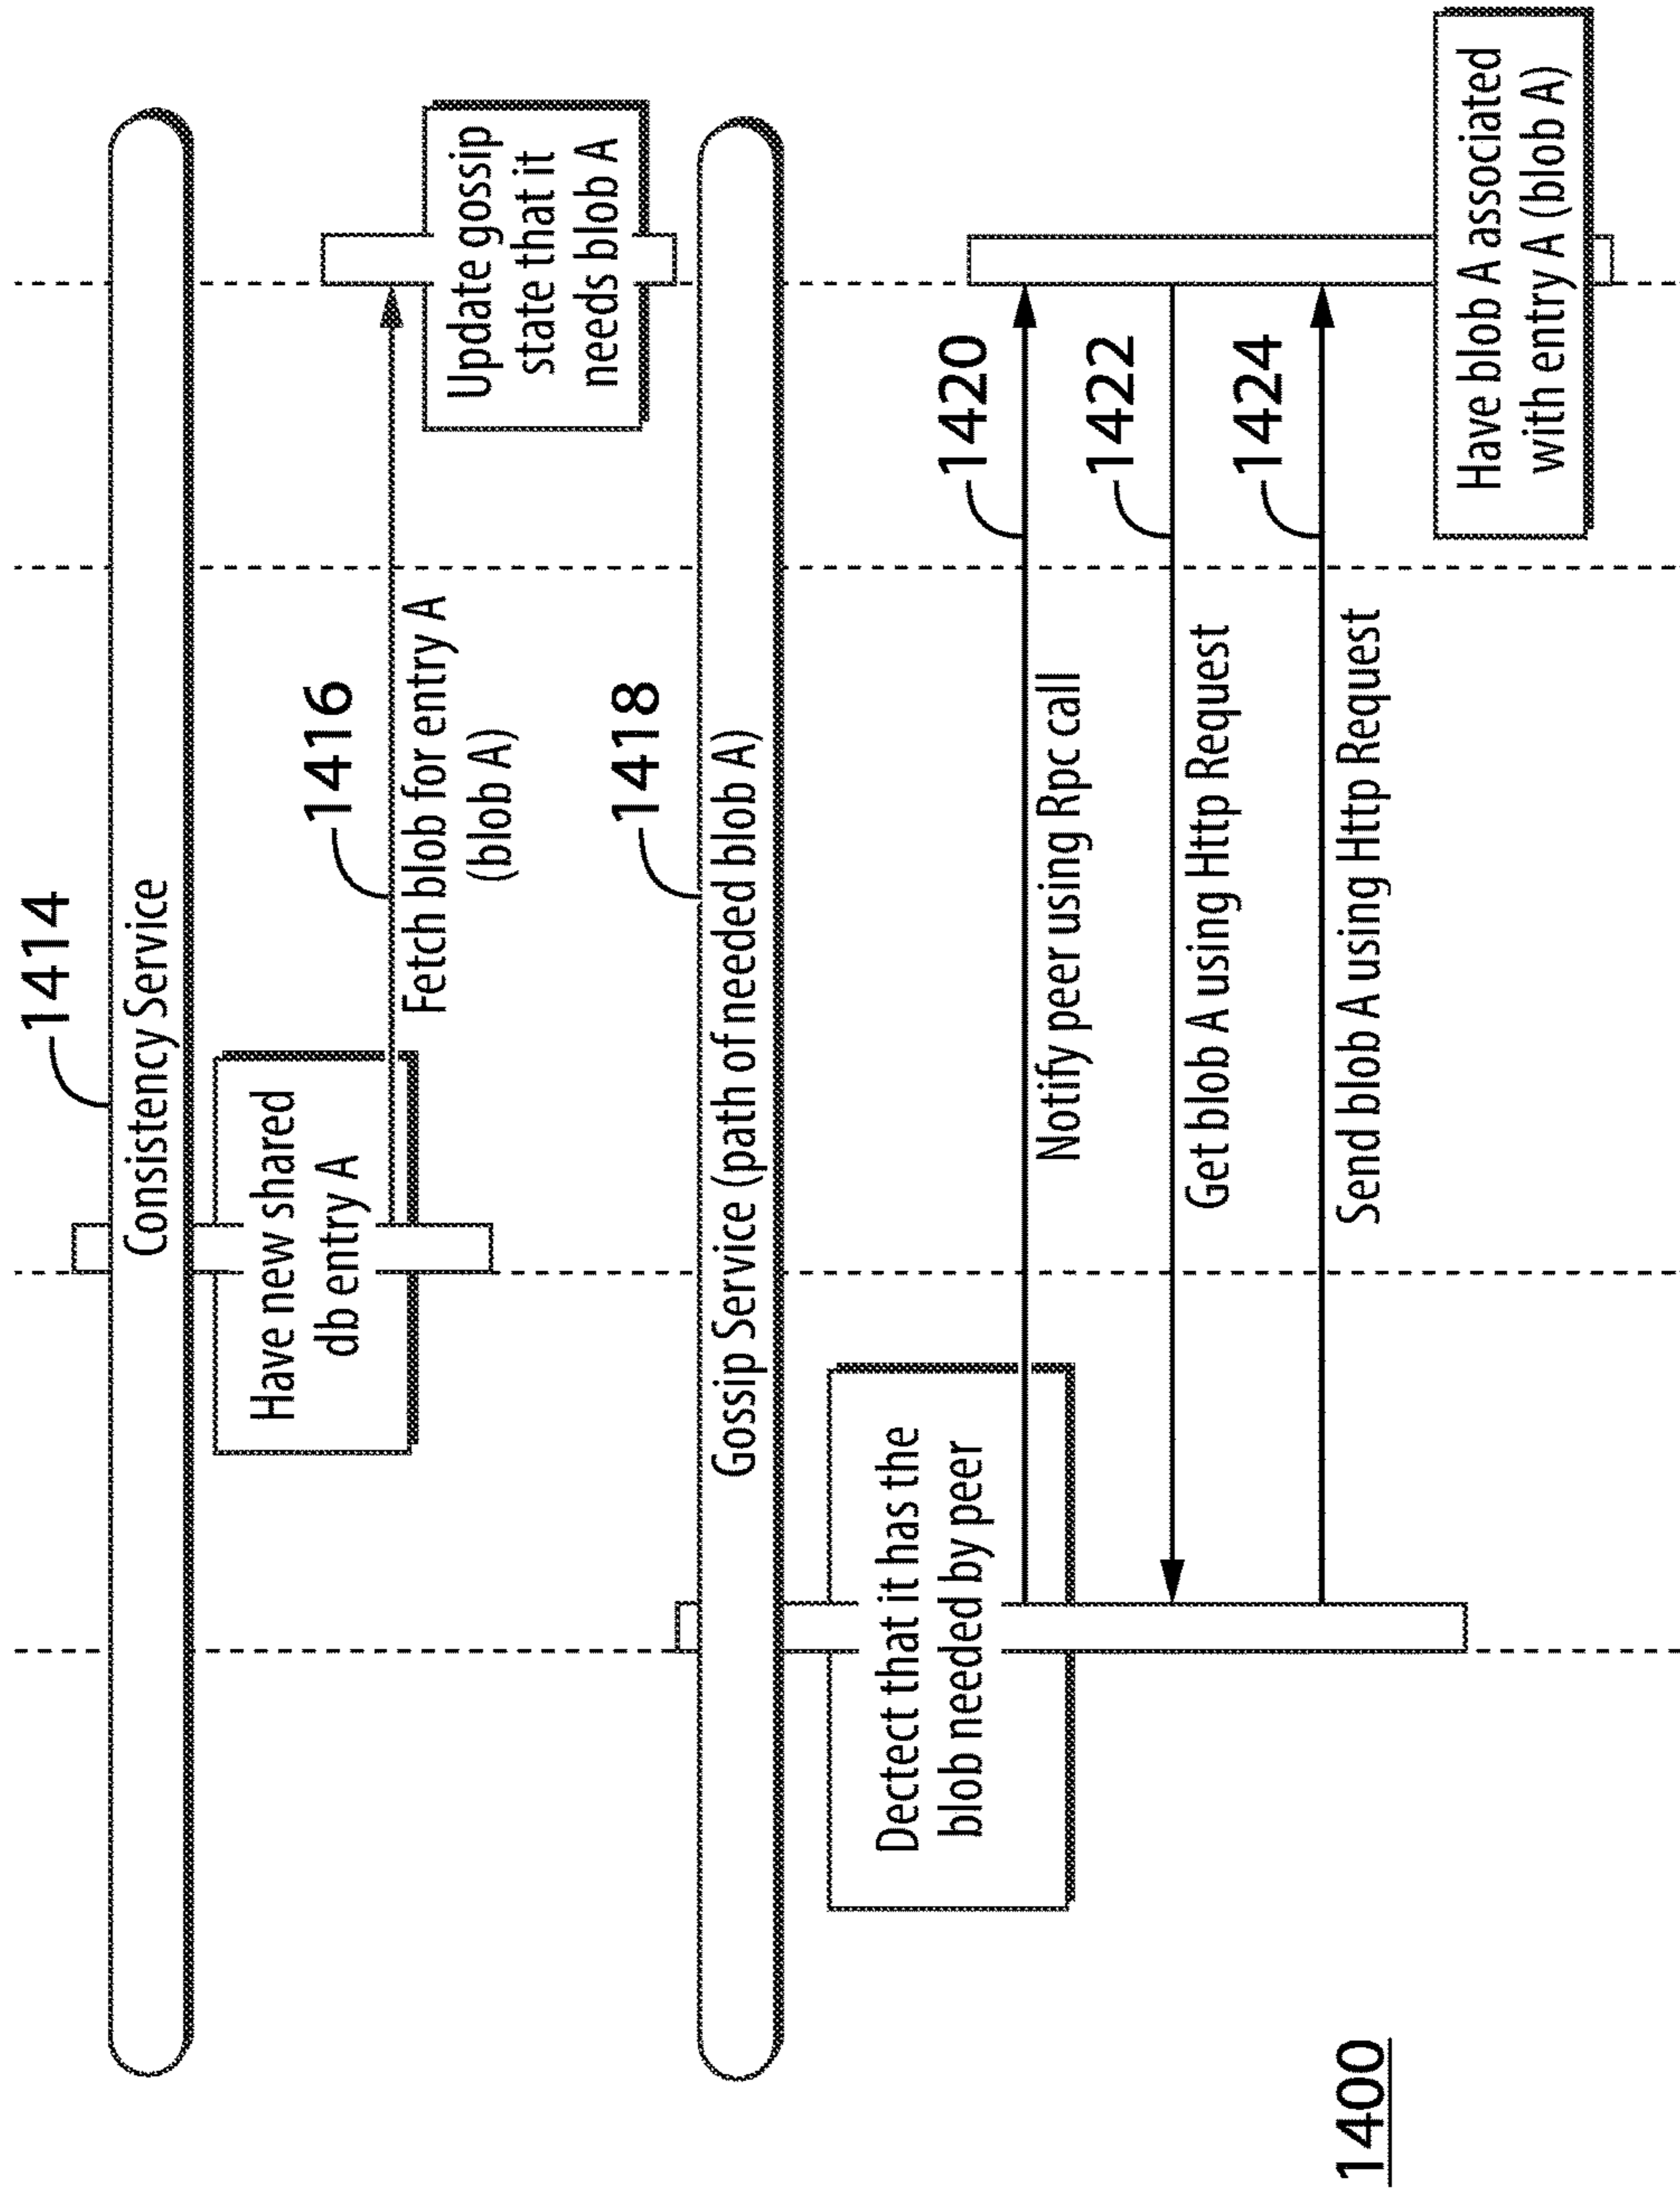 1414
Consistency Service
Have new shared
db entry A
1416
Fetch blob for entry A
(blob A)
Update gossip
state that it
needs blob A
1418
Gossip Service (path of needed blob A)
Dectect that it has the
blob needed by peer
1420
Notify peer using Rpc call
1422
Get blob A using Http Request
1424
Send blob A using Http Request
Have blob A associated
with entry A (blob A)
1400